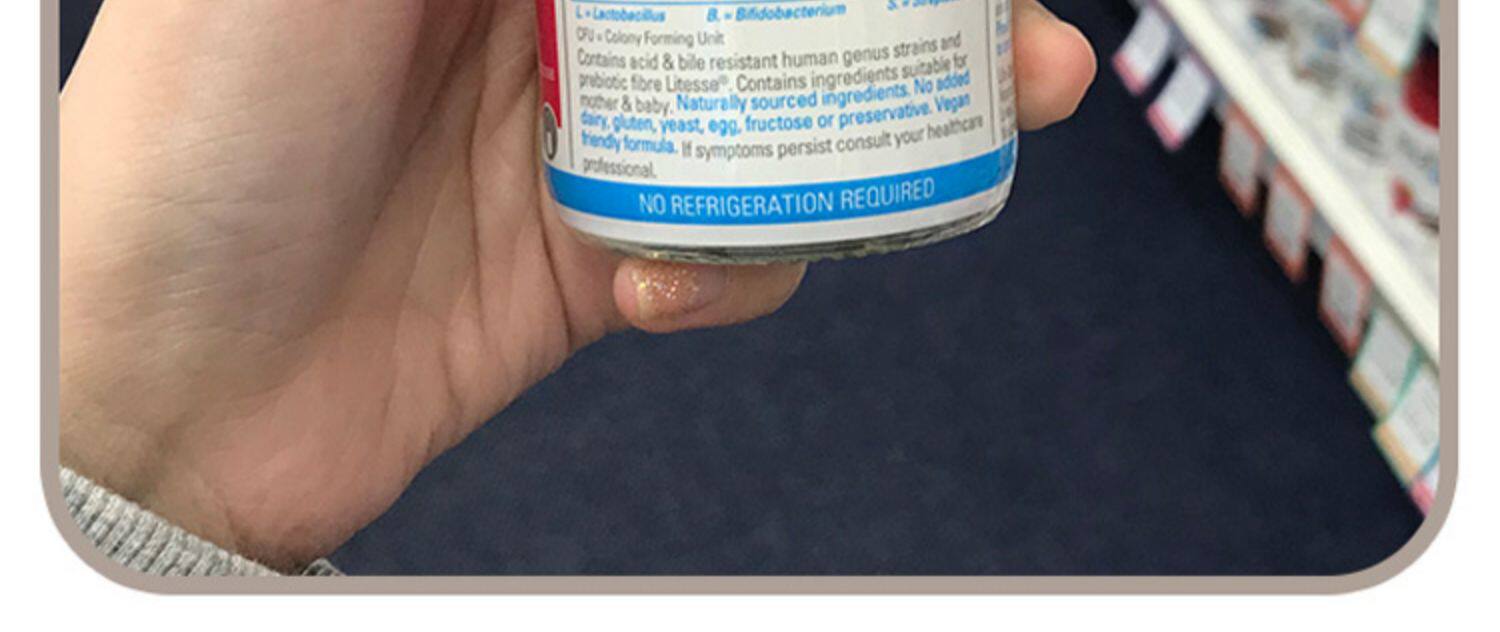 L = Lactobacillus B. = Bifidobacterium S. =
CFU = Colony Forming Unit
Contains acid & bile resistant human genus strains and
prebiotic fibre Litesse®. Contains ingredients suitable for
mother & baby. Naturally sourced ingredients. No added
dairy, gluten, yeast, egg, fructose or preservative. Vegan
friendly formula. If symptoms persist consult your healthcare
professional.
NO REFRIGERATION REQUIRED